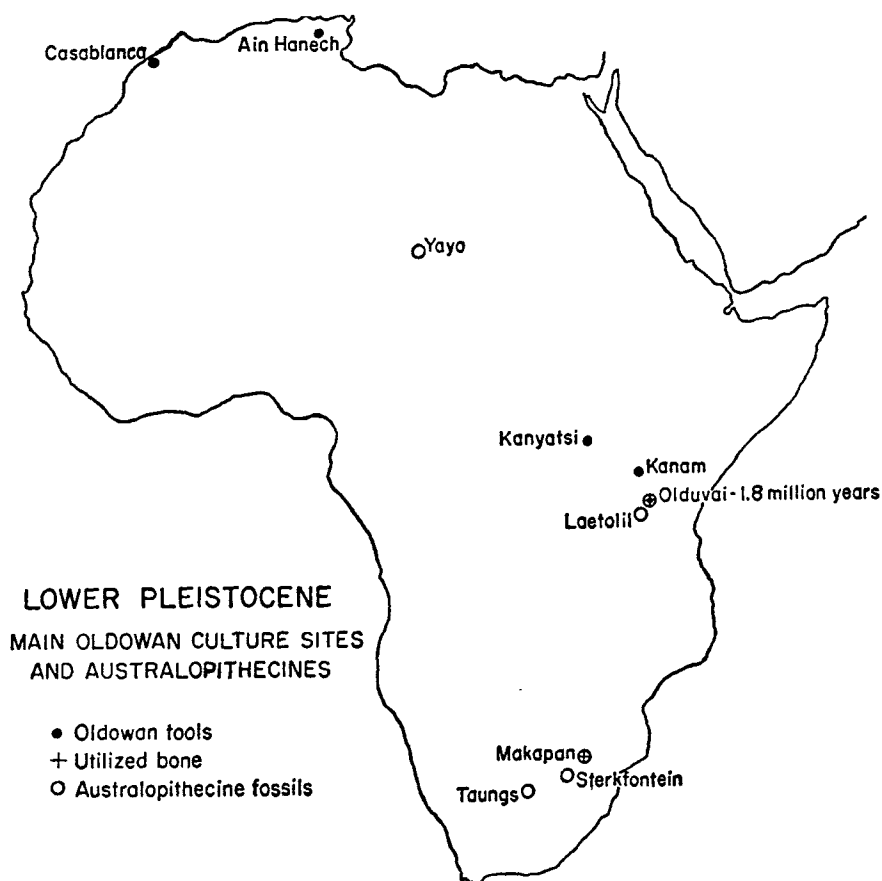 Casablanca
Ain Hanech
Yayo
Kanyatsi
Kanam
Olduvai - 1.8 million years
Laetolil
LOWER PLEISTOCENE
MAIN OLDOWAN CULTURE SITES
AND AUSTRALOPITHECINES
Oldowan tools
+ Utilized bone
Australopithecine fossils
Makapan
Sterkfontein
Taungs